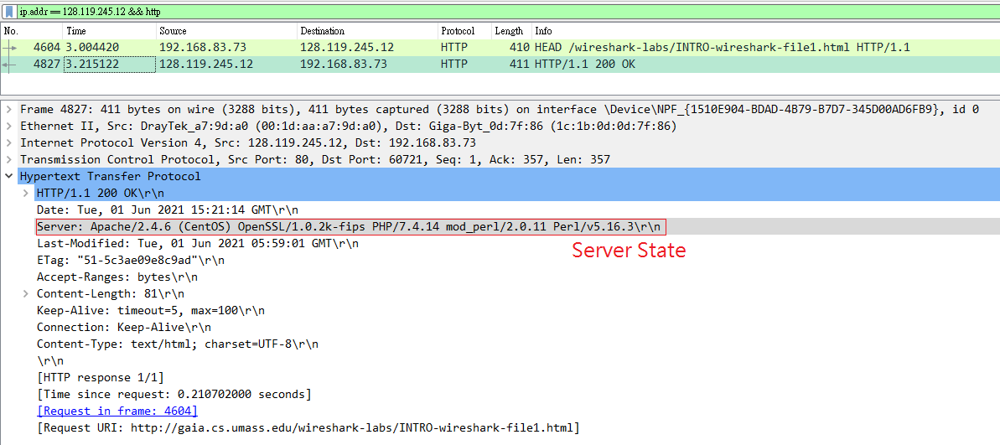 ip.addr == 128.119.245.12 && http
No. Time Source Destination Protocol Length Info
4604 3.004420 192.168.83.73 128.119.245.12 HTTP 410 HEAD /wireshark-labs/INTRO-wireshark-file1.html HTTP/1.1
4827 3.215122 128.119.245.12 192.168.83.73 HTTP 411 HTTP/1.1 200 OK
Frame 4827: 411 bytes on wire (3288 bits), 411 bytes captured (3288 bits) on interface \Device\NPF_{1510E904-BDAD-4B79-B7D7-345D00AD6FB9}, id 0
Ethernet II, Src: DrayTek_a7:9d:a0 (00:1d:aa:a7:9d:a0), Dst: Giga-Byt_0d:7f:86 (1c:1b:0d:0d:7f:86)
Internet Protocol Version 4, Src: 128.119.245.12, Dst: 192.168.83.73
Transmission Control Protocol, Src Port: 80, Dst Port: 60721, Seq: 1, Ack: 357, Len: 357
Hypertext Transfer Protocol
HTTP/1.1 200 OK\r\n
Date: Tue, 01 Jun 2021 15:21:14 GMT\r\n
Server: Apache/2.4.6 (CentOS) OpenSSL/1.0.2k-fips PHP/7.4.14 mod_perl/2.0.11 Perl/v5.16.3\r\n
Server State
Last-Modified: Tue, 01 Jun 2021 05:59:01 GMT\r\n
ETag: "51-5c3ae09e8c9ad"\r\n
Accept-Ranges: bytes\r\n
Content-Length: 81\r\n
Keep-Alive: timeout=5, max=100\r\n
Connection: Keep-Alive\r\n
Content-Type: text/html; charset=UTF-8\r\n
\r\n
[HTTP response 1/1]
[Time since request: 0.210702000 seconds]
[Request in frame: 4604]
[Request URI: http://gaia.cs.umass.edu/wireshark-labs/INTRO-wireshark-file1.html]